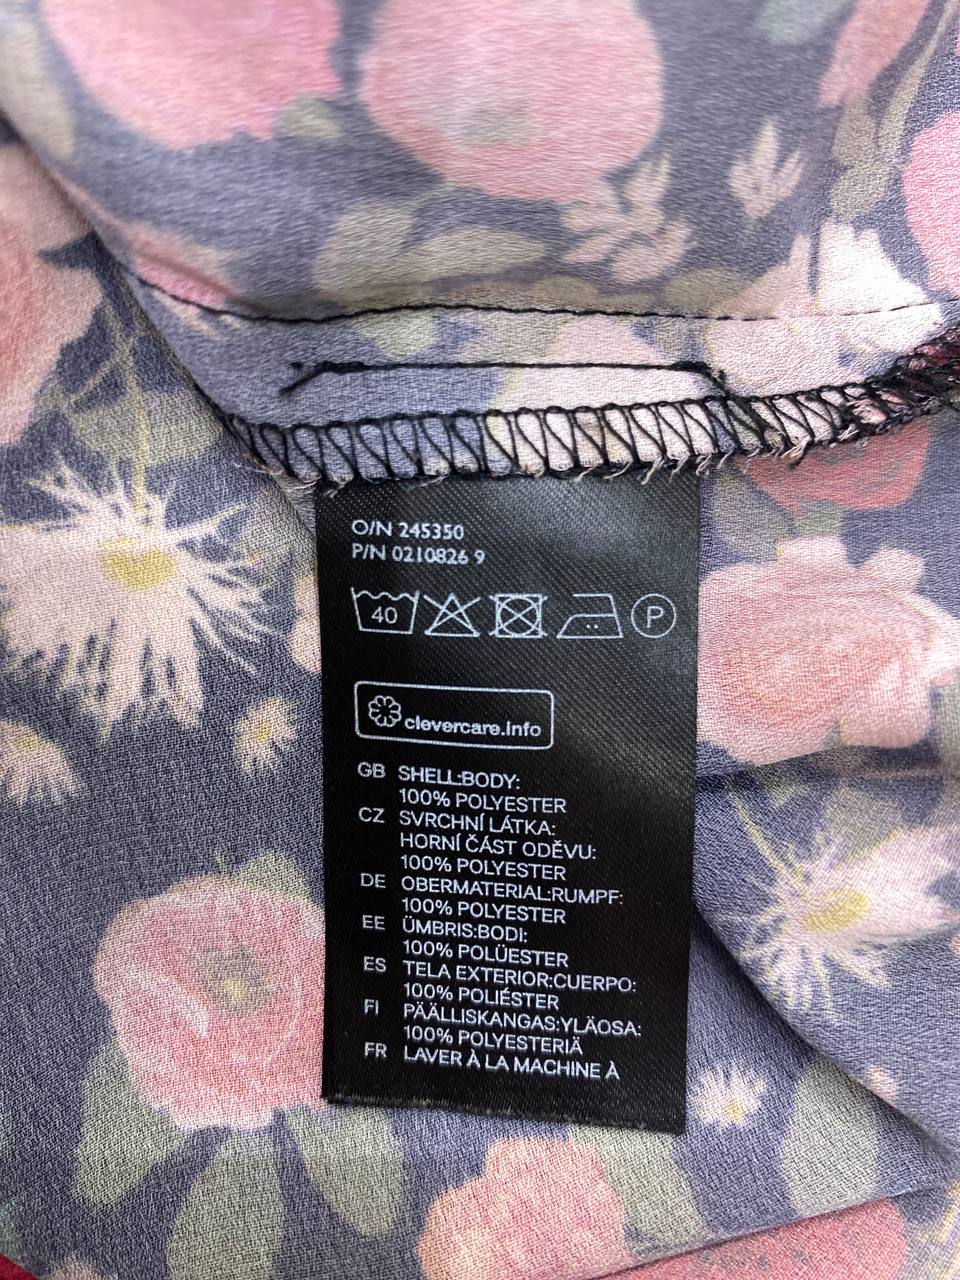 O/N 245350
P/N 0210826 9
40
P
clevercare.info
GB SHELL:BODY:
100% POLYESTER
CZ SVRCHNÍ LÁTKA:
HORNÍ ČÁST ODĚVU:
100% POLYESTER
DE OBERMATERIAL:RUMPF:
100% POLYESTER
EE ÜMBRIS:BODI:
100% POLÜESTER
ES TELA EXTERIOR:CUERPO:
100% POLIÉSTER
FI PÄÄLLISKANGAS:YLÄOSA:
100% POLYESTERIÄ
FR LAVER À LA MACHINE À